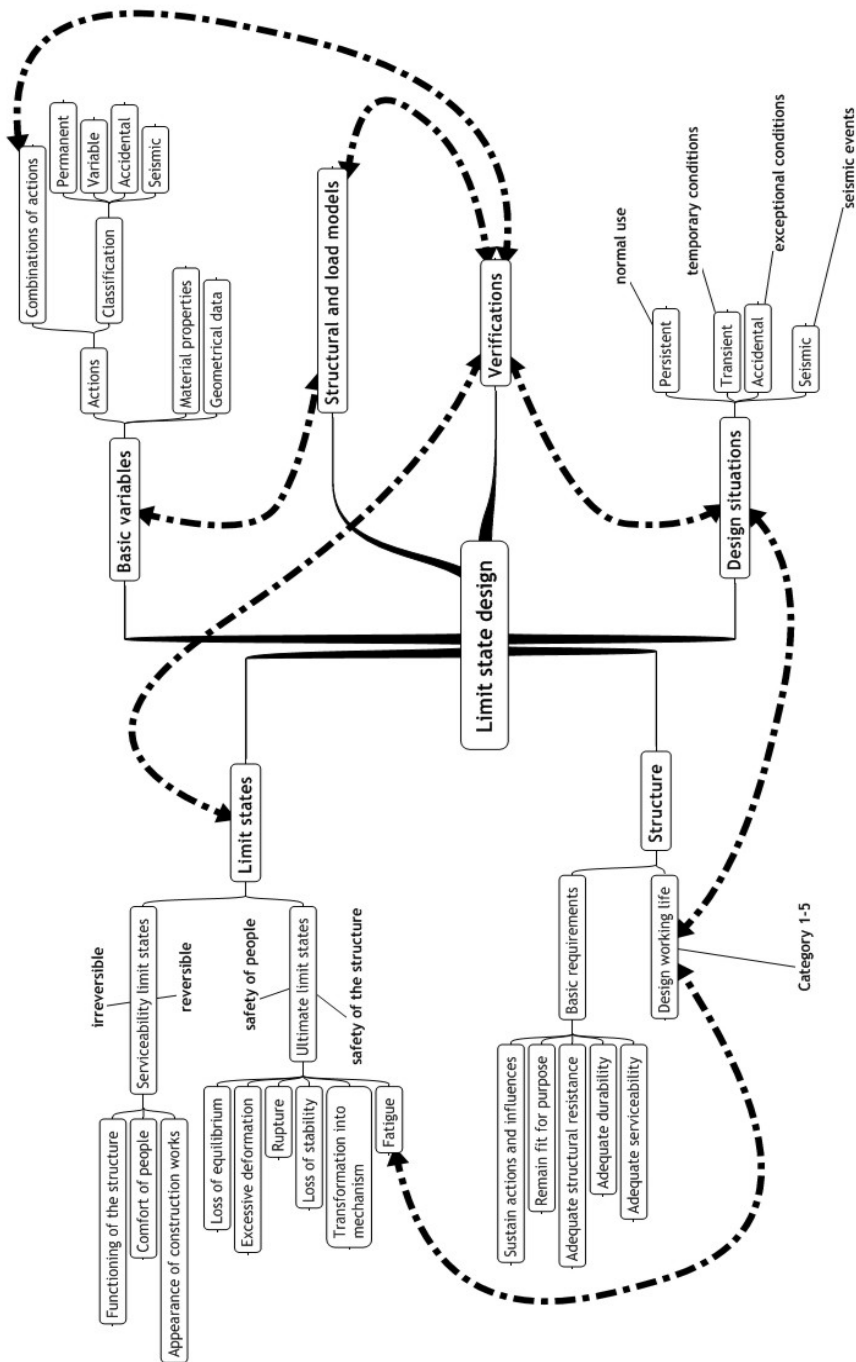 Functioning of the structure
Comfort of people
Appearance of construction works
irreversible
Serviceability limit states
reversible
Limit states
safety of people
Ultimate limit states
safety of the structure
Loss of equilibrium
Excessive deformation
Rupture
Loss of stability
Transformation into
mechanism
Fatigue
Sustain actions and influences
Remain fit for purpose
Adequate structural resistance
Adequate durability
Adequate serviceability
Basic requirements
Structure
Design working life
Category 1-5
Limit state design
Basic variables
Actions
Combinations of actions
Classification
Permanent
Variable
Accidental
Seismic
Material properties
Geometrical data
Structural and load models
Verifications
Design situations
Persistent
normal use
Transient
temporary conditions
Accidental
exceptional conditions
Seismic
seismic events